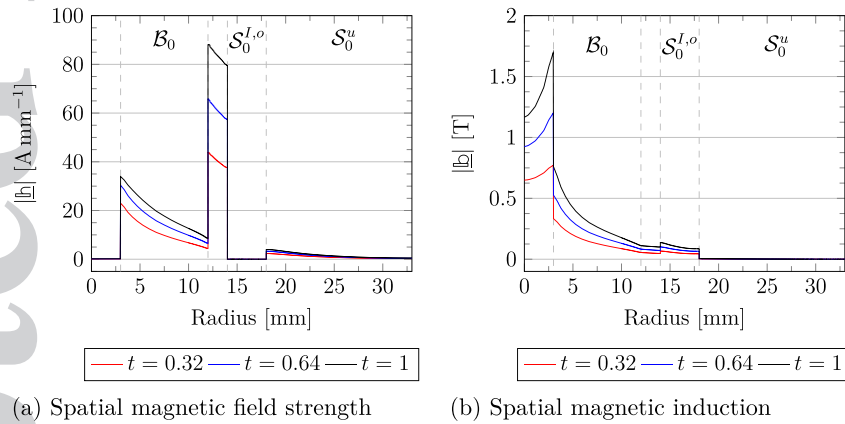 100
80
60
40
20
0
|𝕙| [A mm⁻¹]
ℬ₀
𝒮₀^{I,o}
𝒮₀^{u}
0 5 10 15 20 25 30
Radius [mm]
t = 0.32 t = 0.64 t = 1
(a) Spatial magnetic field strength
2
1.5
1
0.5
0
|𝕓| [T]
ℬ₀
𝒮₀^{I,o}
𝒮₀^{u}
0 5 10 15 20 25 30
Radius [mm]
t = 0.32 t = 0.64 t = 1
(b) Spatial magnetic induction